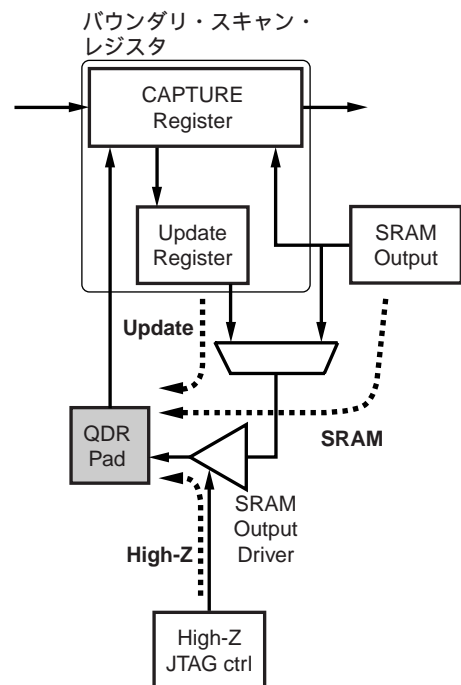 バウンダリ・スキャン・
レジスタ
CAPTURE
Register
Update
Register
SRAM
Output
Update
SRAM
QDR
Pad
SRAM
Output
Driver
High-Z
High-Z
JTAG ctrl